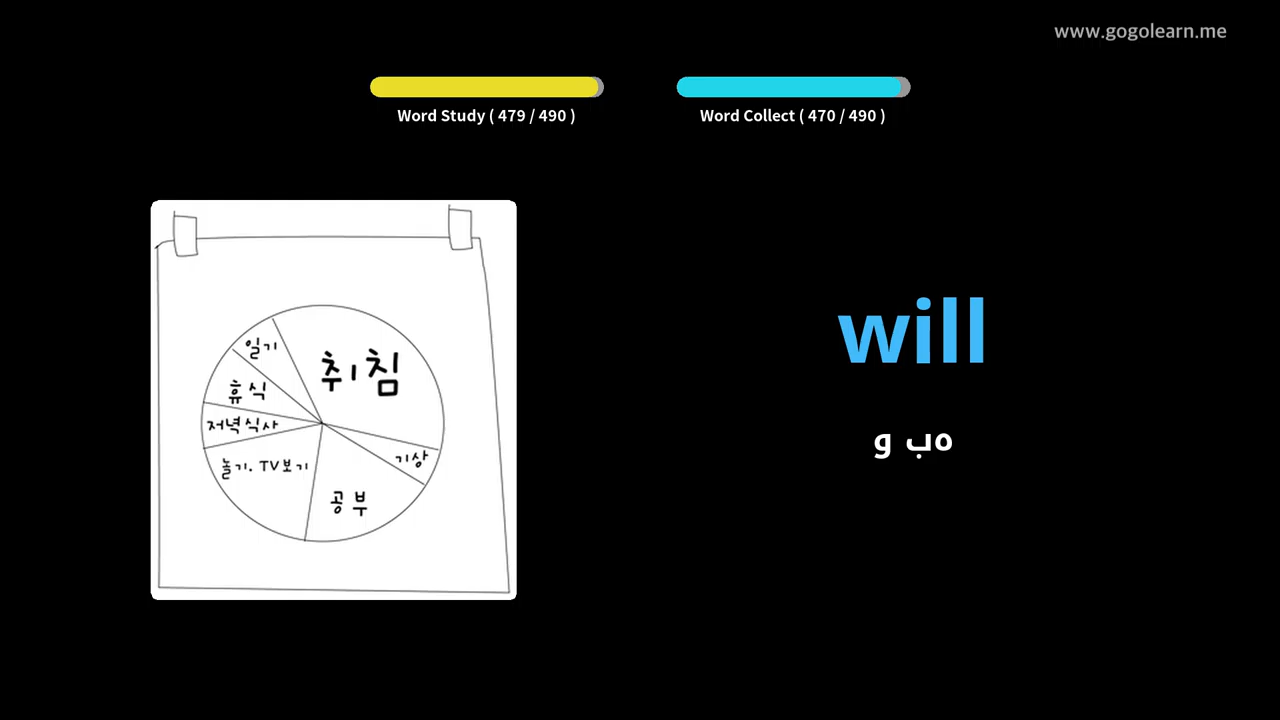 www.gogolearn.me
Word Study ( 479 / 490 )
Word Collect ( 470 / 490 )
will
و
일기
취침
휴식
저녁식사
놀기. TV보기
기상
공부